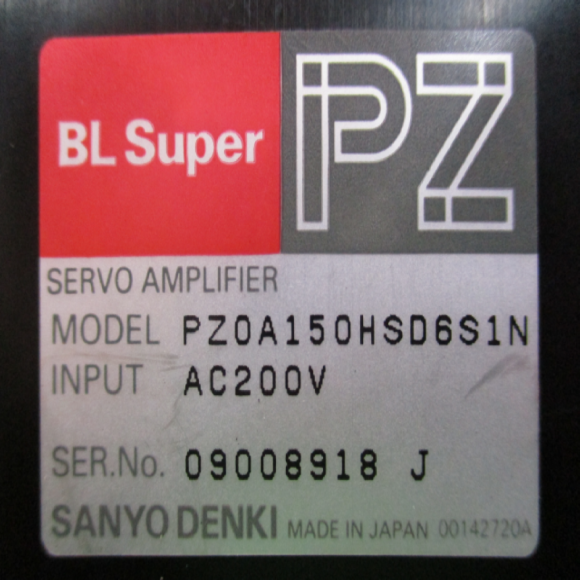 BL Super PZ
SERVO AMPLIFIER
MODEL PZ0A150HSD6S1N
INPUT AC200V
SER.No. 09008918 J
SANYO DENKI MADE IN JAPAN 00142720A